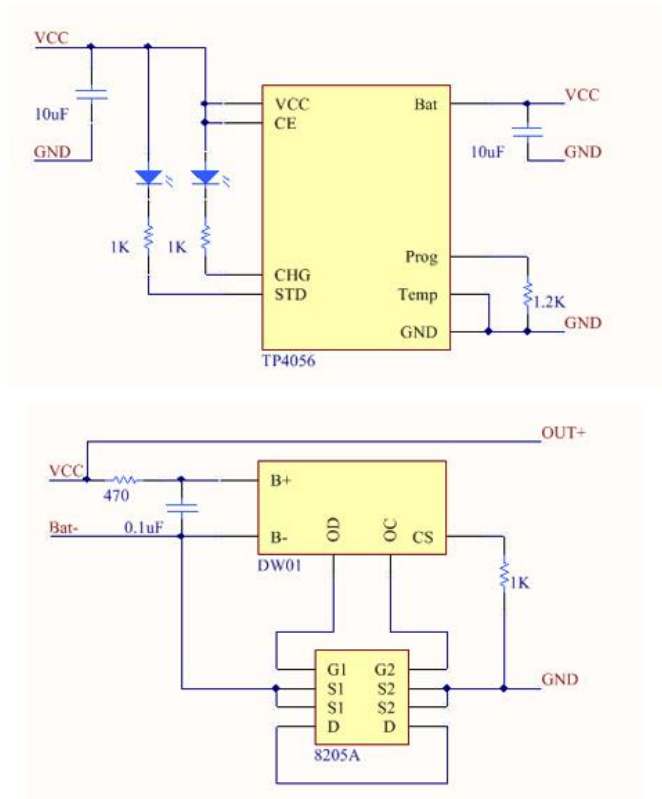 VCC
10uF
GND
VCC
CE
Bat
VCC
10uF
GND
1K
1K
Prog
CHG
Temp
STD
1.2K
GND
GND
TP4056
OUT+
VCC
470
B+
Bat-
0.1uF
B-
OD
OC
CS
DW01
1K
G1
G2
S1
S2
GND
S1
S2
D
D
8205A